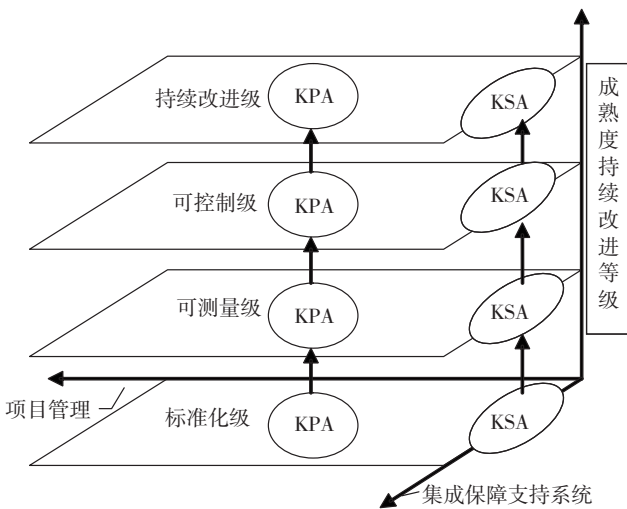 持续改进级
KPA
KSA
可控制级
KPA
KSA
可测量级
KPA
KSA
项目管理
标准化级
KPA
KSA
集成保障支持系统
成熟度持续改进等级